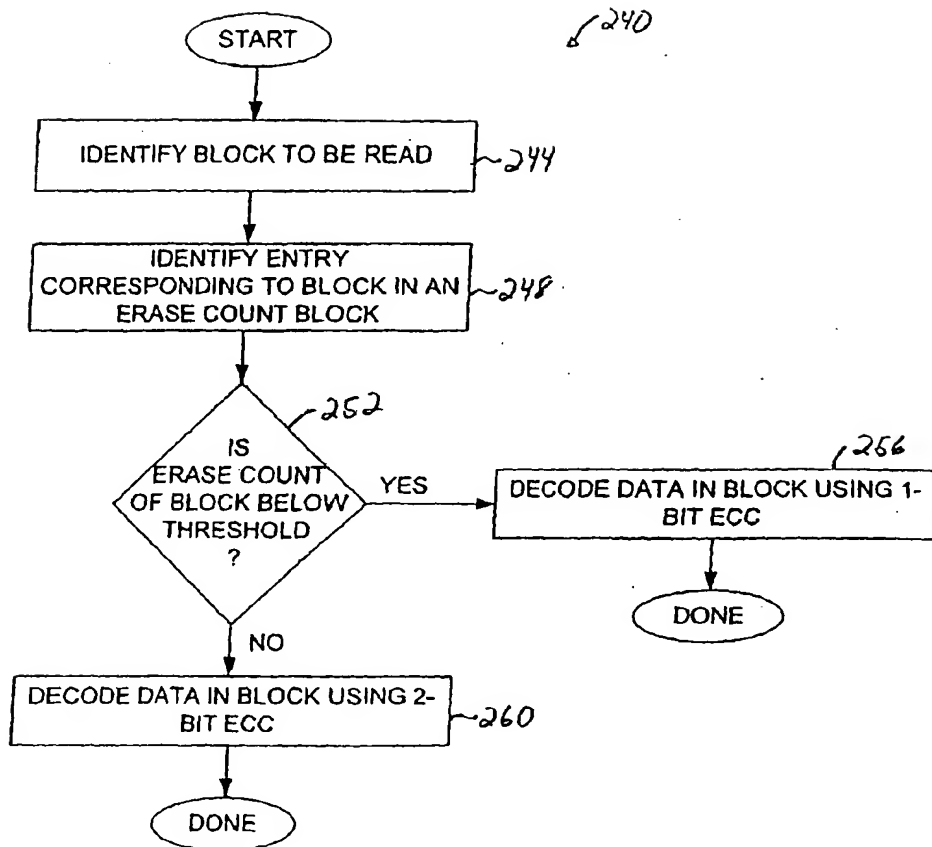 START
240
IDENTIFY BLOCK TO BE READ
244
IDENTIFY ENTRY
CORRESPONDING TO BLOCK IN AN
ERASE COUNT BLOCK
248
252
IS
ERASE COUNT
OF BLOCK BELOW
THRESHOLD
?
YES
256
DECODE DATA IN BLOCK USING 1-
BIT ECC
DONE
NO
DECODE DATA IN BLOCK USING 2-
BIT ECC
260
DONE